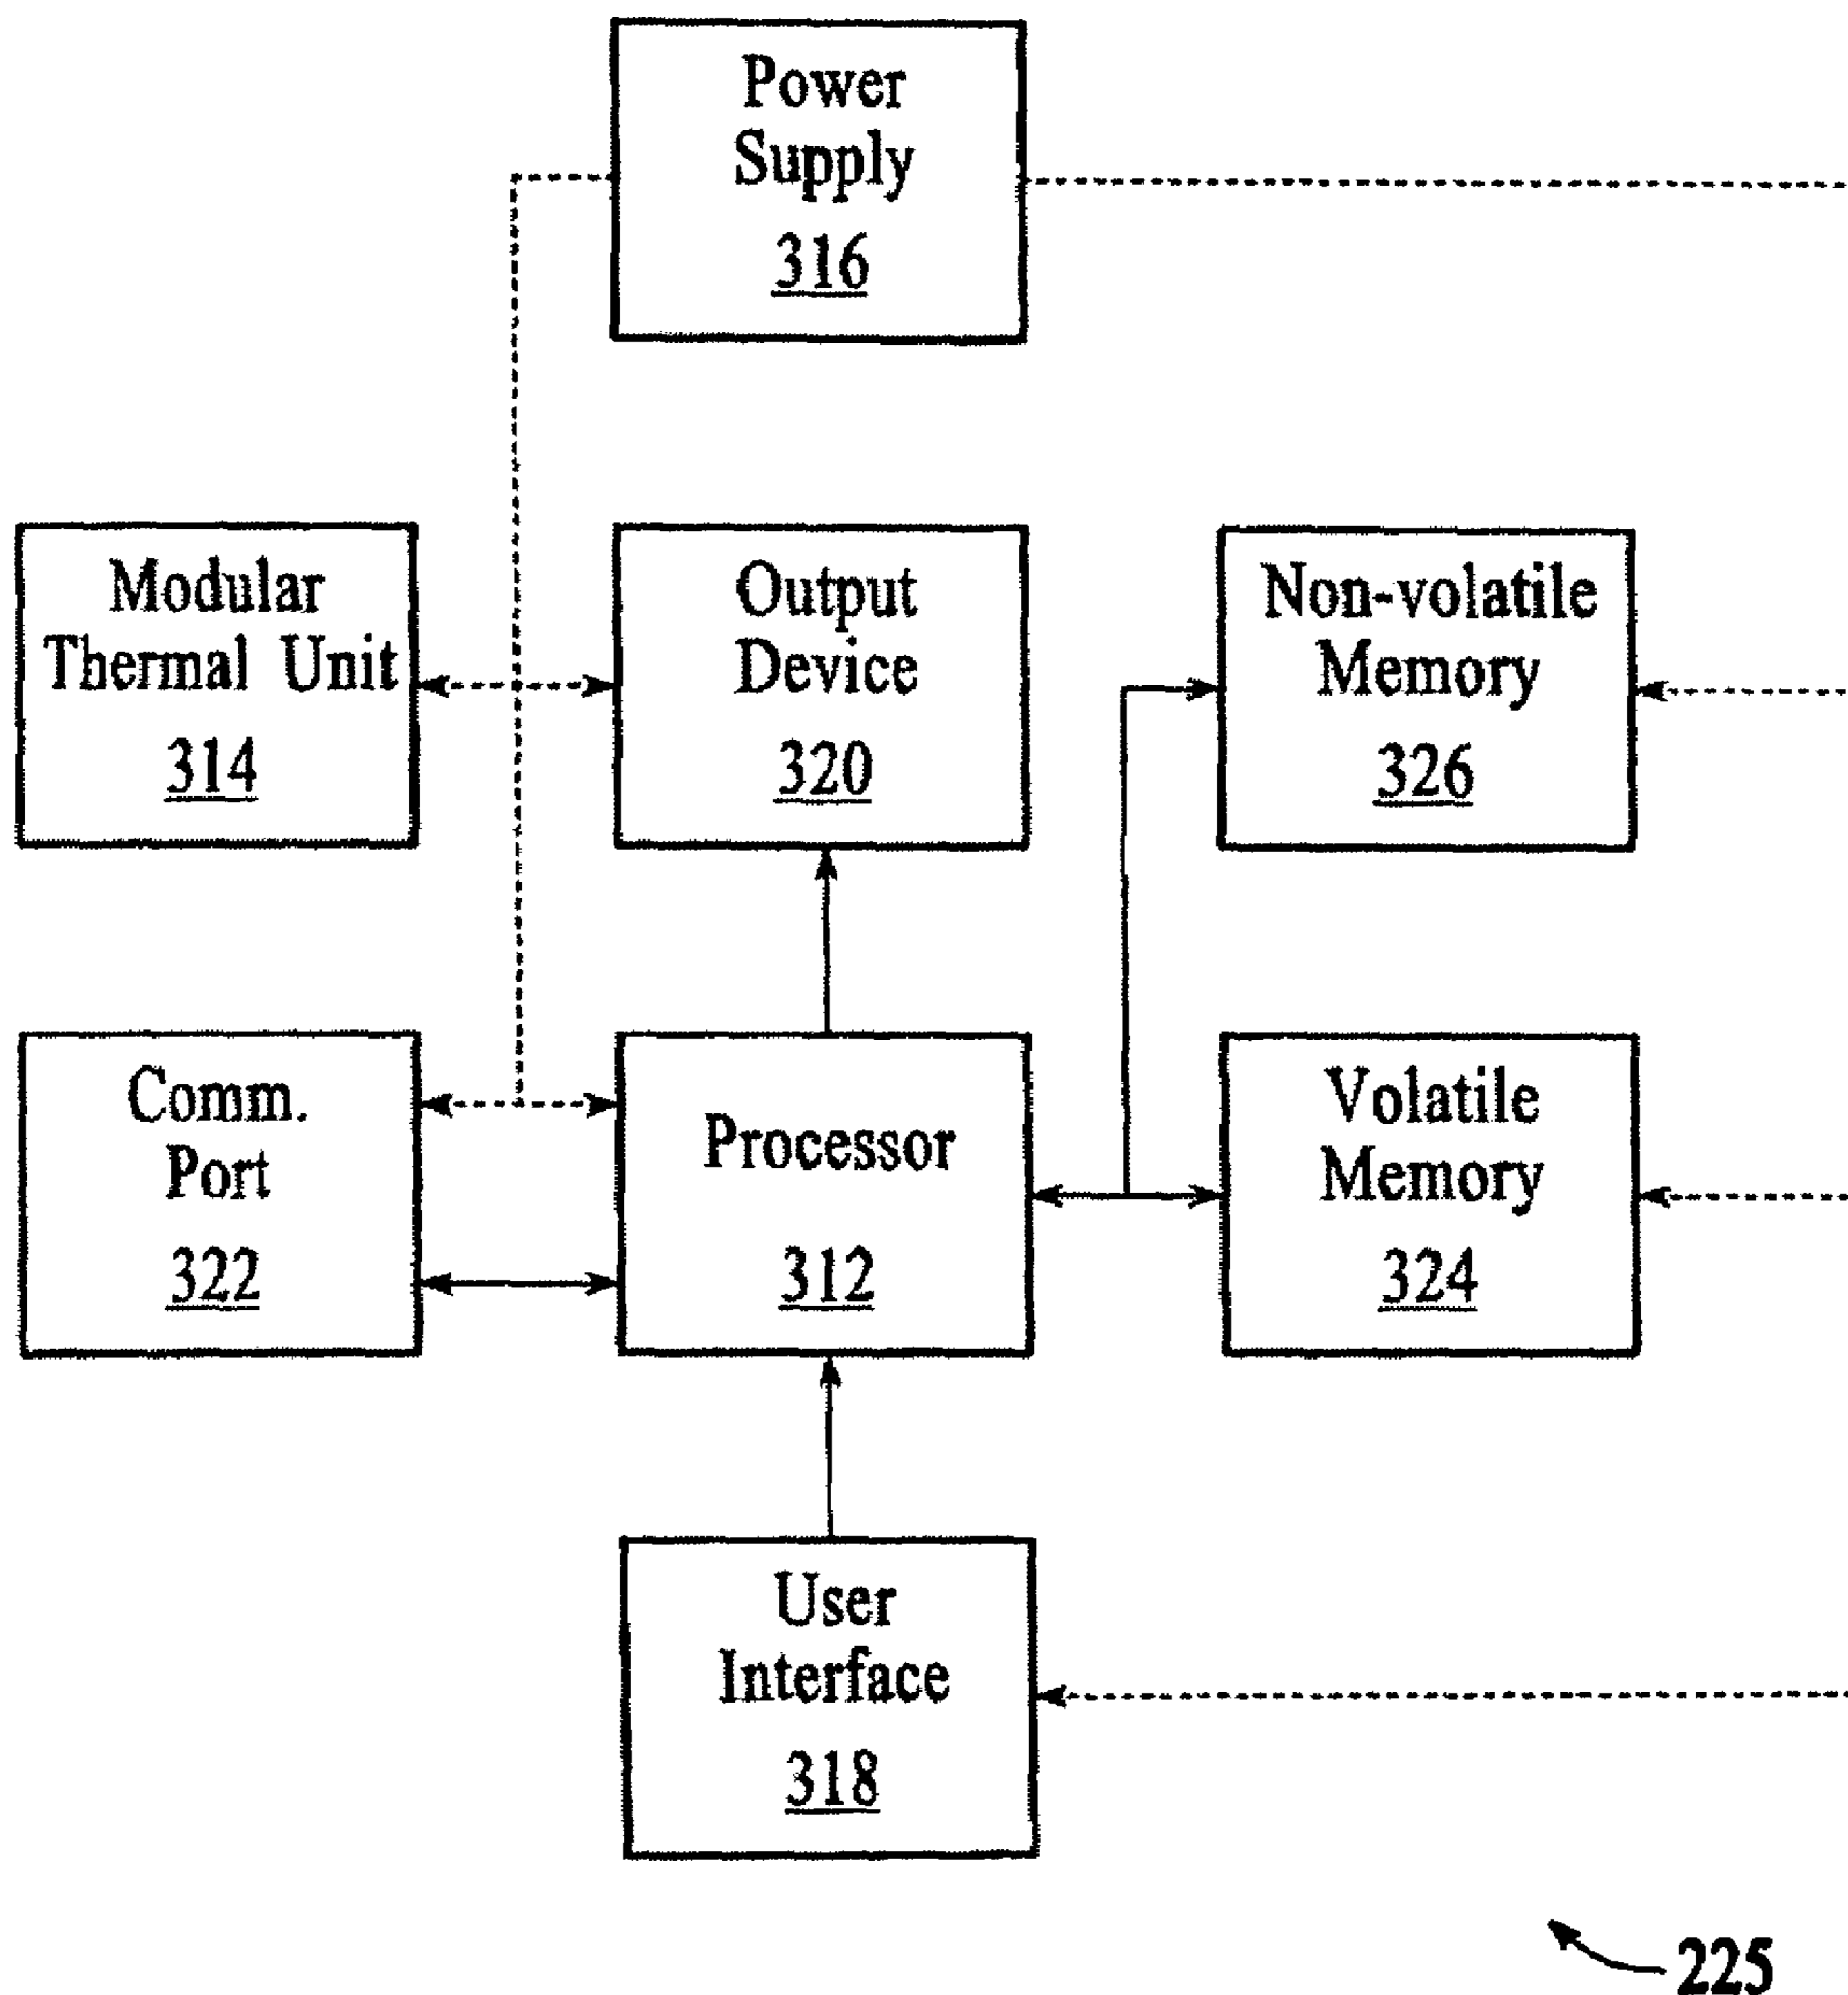 Power
Supply
316
Modular
Thermal Unit
314
Output
Device
320
Non-volatile
Memory
326
Comm.
Port
322
Processor
312
Volatile
Memory
324
User
Interface
318
225